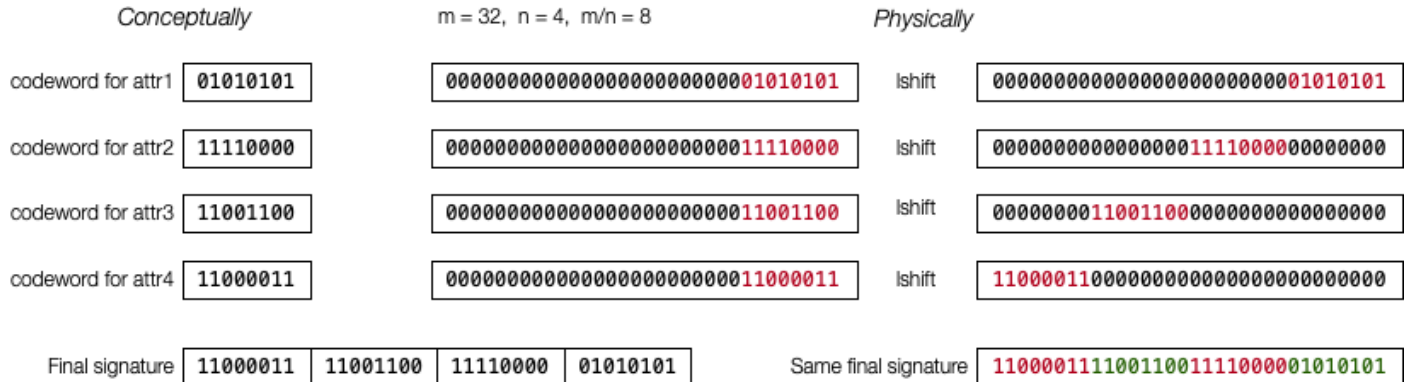 Conceptually m = 32, n = 4, m/n = 8 Physically
codeword for attr1 01010101 00000000000000000000000001010101 lshift 00000000000000000000000001010101
codeword for attr2 11110000 00000000000000000000000011110000 lshift 00000000000000001111000000000000
codeword for attr3 11001100 00000000000000000000000011001100 lshift 00000000110011000000000000000000
codeword for attr4 11000011 00000000000000000000000011000011 lshift 11000011000000000000000000000000
Final signature 11000011 11001100 11110000 01010101 Same final signature 11000011110011001111000001010101